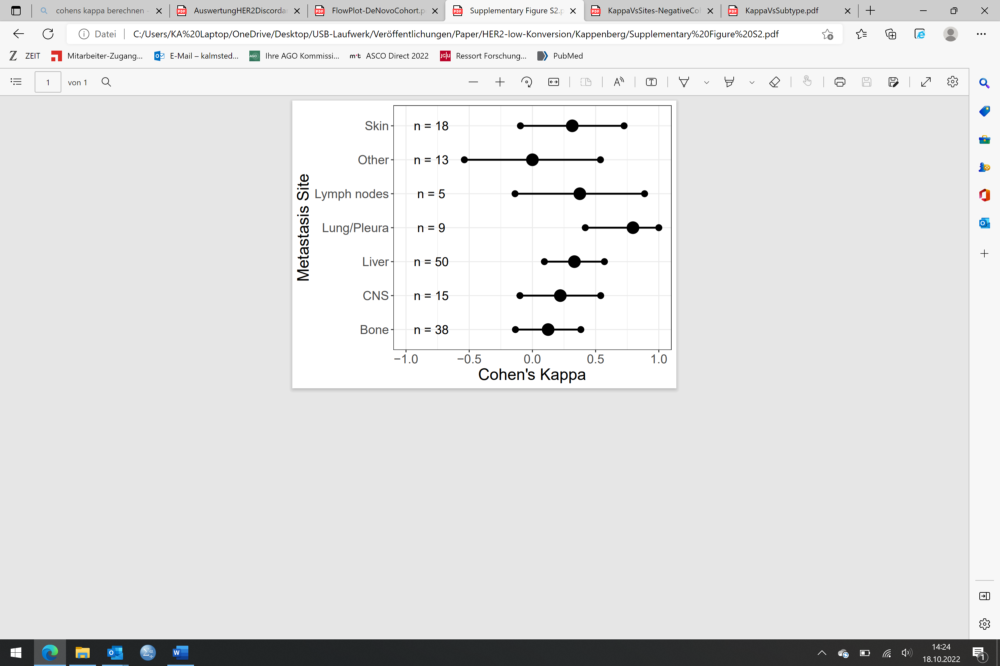 cohens kappa berechnen -
AuswertungHER2Discordan
FlowPlot-DeNovoCohort.p
Supplementary Figure S2.p
KappaVsSites-NegativeCoh
KappaVsSubtype.pdf
Datei
C:/Users/KA%20Laptop/OneDrive/Desktop/USB-Laufwerk/Veröffentlichungen/Paper/HER2-low-Konversion/Kappenberg/Supplementary%20Figure%20S2.pdf
ZEIT
Mitarbeiter-Zugang...
E-Mail – kalmsted...
AGO
Ihre AGO Kommissi...
ASCO Direct 2022
Ressort Forschung...
PubMed
1 von 1
Metastasis Site
Skin n = 18
Other n = 13
Lymph nodes n = 5
Lung/Pleura n = 9
Liver n = 50
CNS n = 15
Bone n = 38
−1.0 −0.5 0.0 0.5 1.0
Cohen's Kappa
14:24
18.10.2022
1